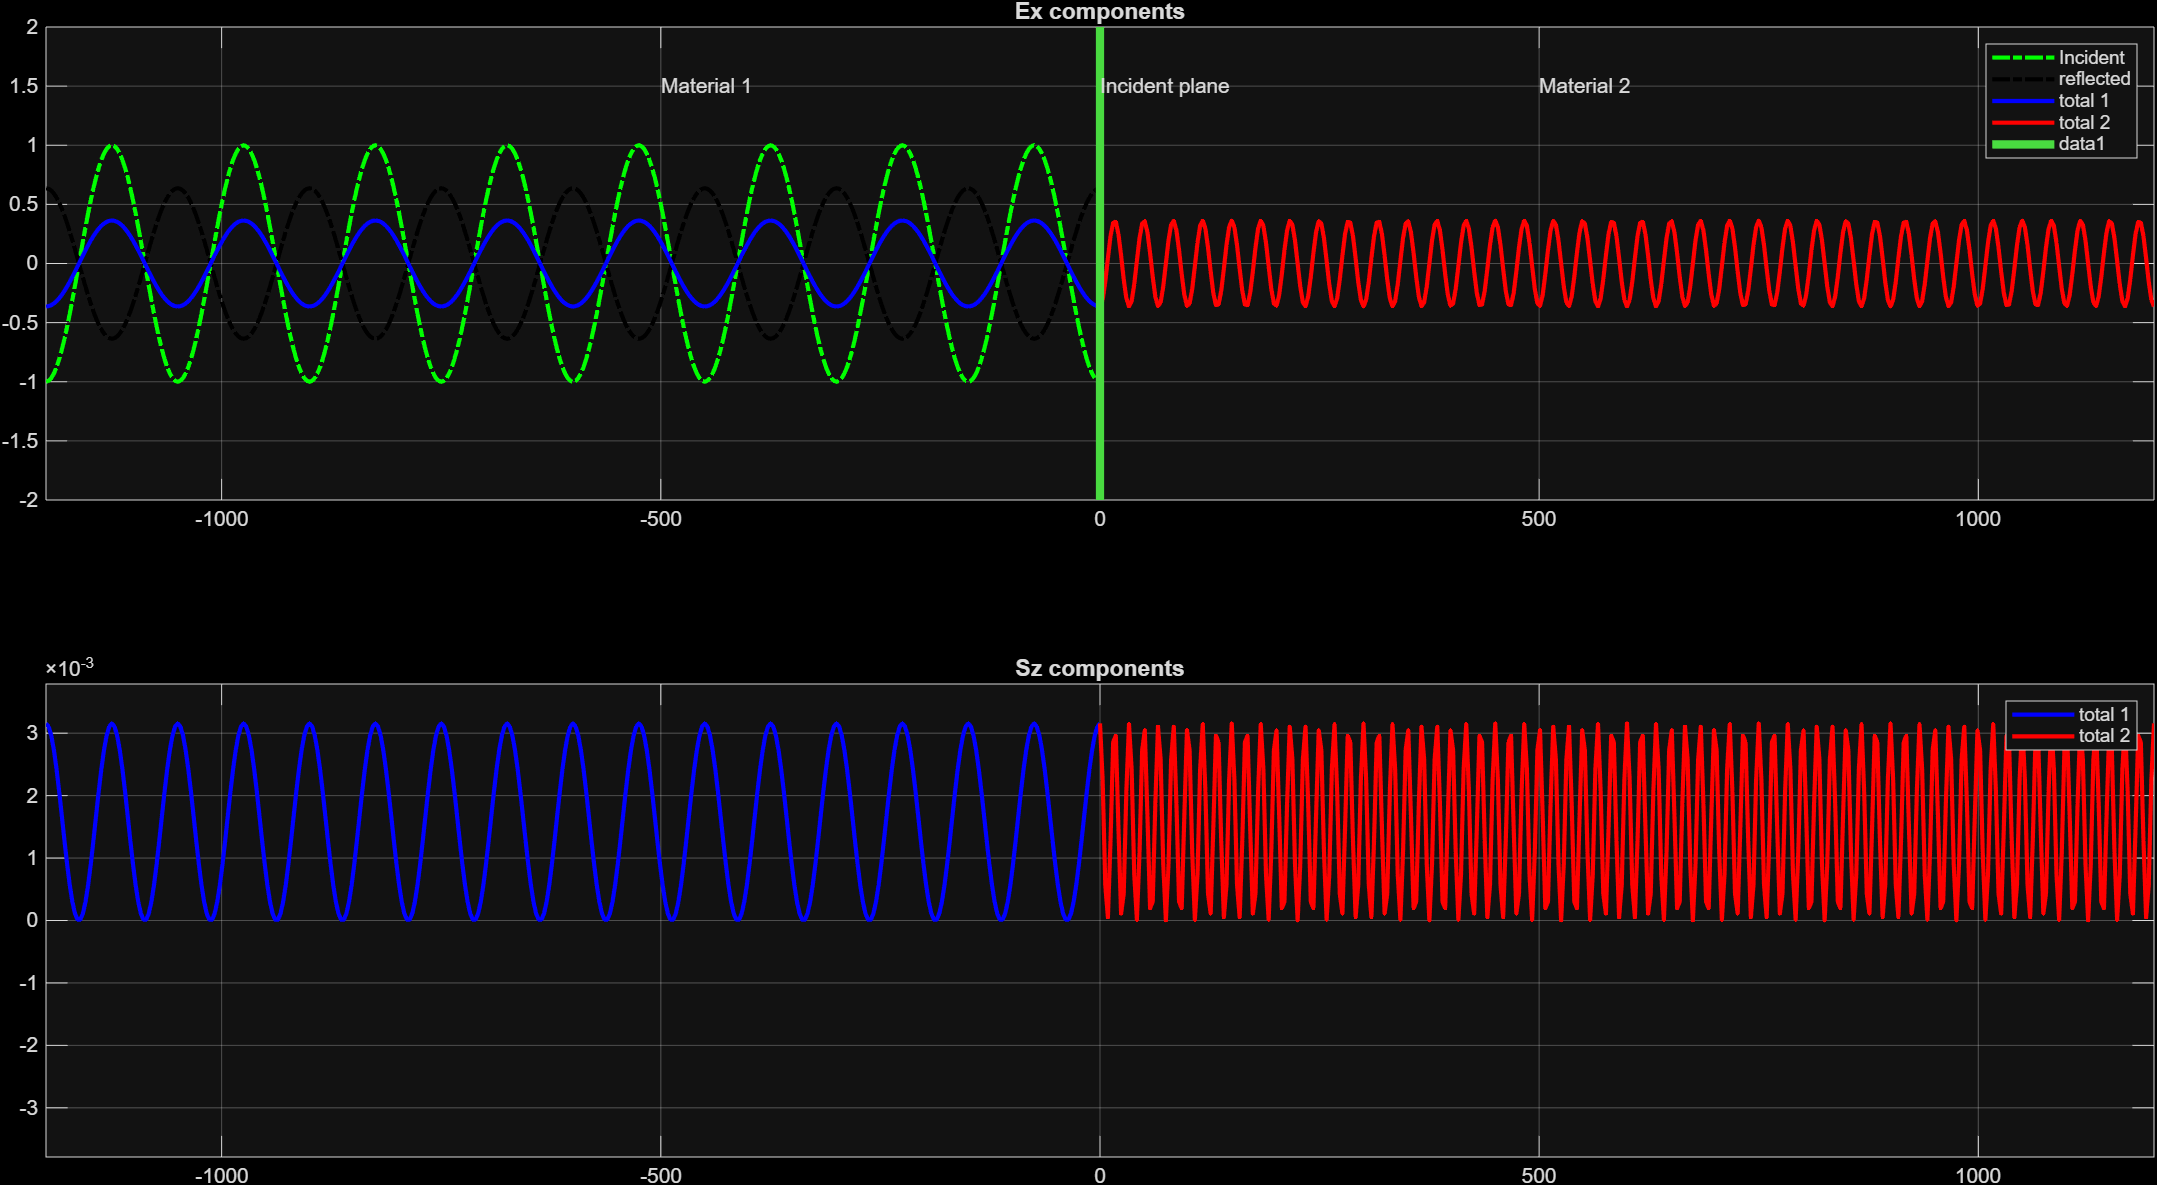 Ex components
2
1.5
1
0.5
0
-0.5
-1
-1.5
-2
Material 1
Incident plane
Material 2
Incident
reflected
total 1
total 2
data1
-1000 -500 0 500 1000
×10-3
Sz components
3
2
1
0
-1
-2
-3
total 1
total 2
-1000 -500 0 500 1000